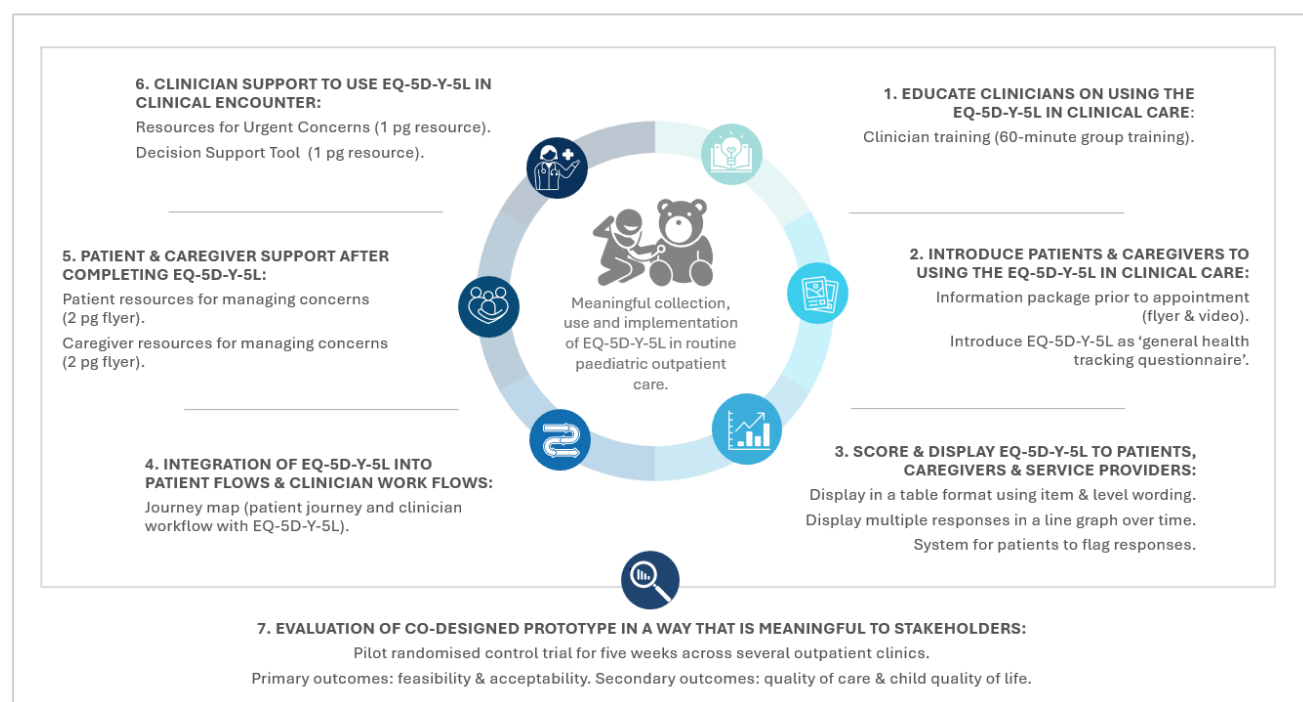 6. CLINICIAN SUPPORT TO USE EQ-5D-Y-5L IN
CLINICAL ENCOUNTER:
Resources for Urgent Concerns (1 pg resource).
Decision Support Tool (1 pg resource).
1. EDUCATE CLINICIANS ON USING THE
EQ-5D-Y-5L IN CLINICAL CARE:
Clinician training (60-minute group training).
5. PATIENT & CAREGIVER SUPPORT AFTER
COMPLETING EQ-5D-Y-5L:
Patient resources for managing concerns
(2 pg flyer).
Caregiver resources for managing concerns
(2 pg flyer).
Meaningful collection,
use and implementation
of EQ-5D-Y-5L in routine
paediatric outpatient
care.
2. INTRODUCE PATIENTS & CAREGIVERS TO
USING THE EQ-5D-Y-5L IN CLINICAL CARE:
Information package prior to appointment
(flyer & video).
Introduce EQ-5D-Y-5L as ‘general health
tracking questionnaire’.
4. INTEGRATION OF EQ-5D-Y-5L INTO
PATIENT FLOWS & CLINICIAN WORK FLOWS:
Journey map (patient journey and clinician
workflow with EQ-5D-Y-5L).
3. SCORE & DISPLAY EQ-5D-Y-5L TO PATIENTS,
CAREGIVERS & SERVICE PROVIDERS:
Display in a table format using item & level wording.
Display multiple responses in a line graph over time.
System for patients to flag responses.
7. EVALUATION OF CO-DESIGNED PROTOTYPE IN A WAY THAT IS MEANINGFUL TO STAKEHOLDERS:
Pilot randomised control trial for five weeks across several outpatient clinics.
Primary outcomes: feasibility & acceptability. Secondary outcomes: quality of care & child quality of life.